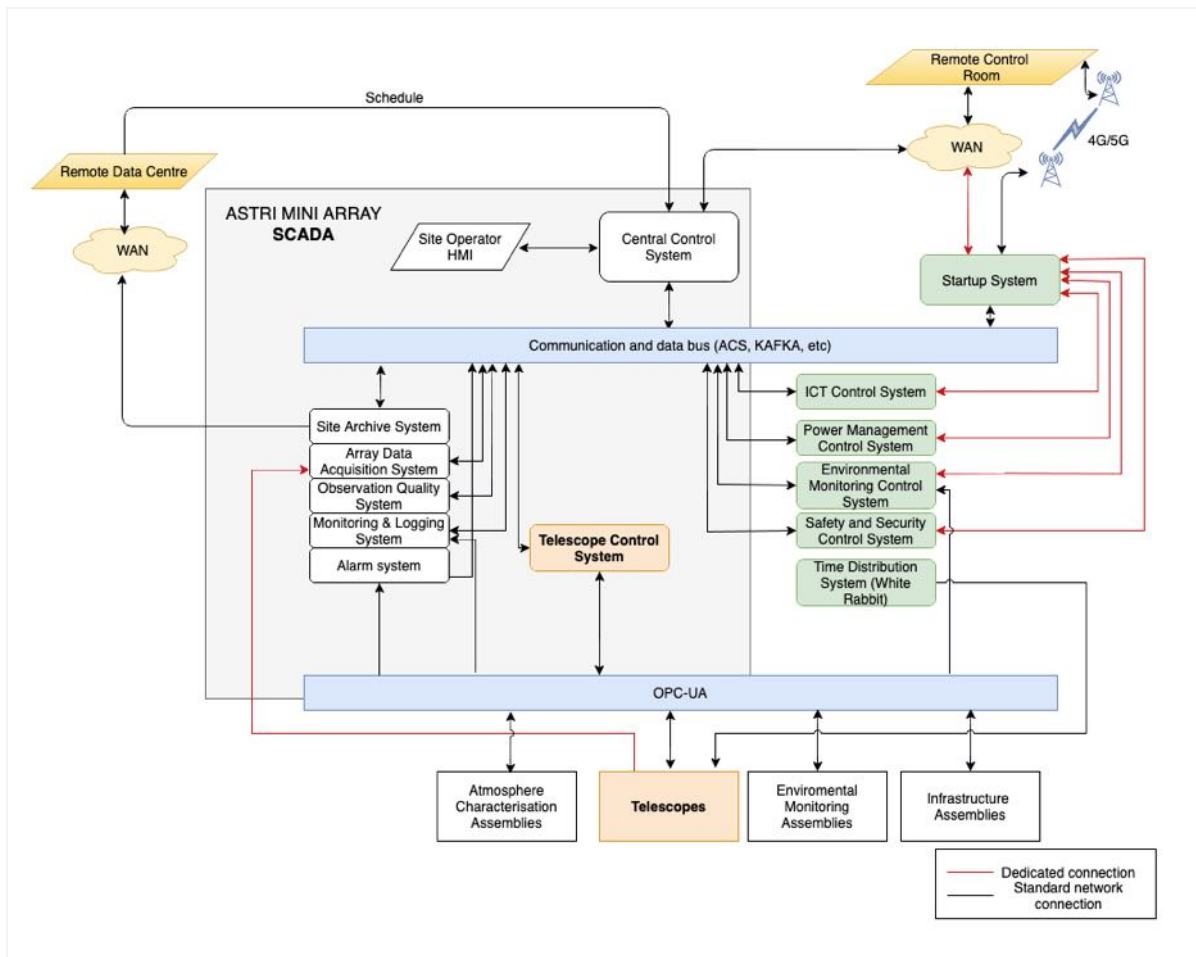 Remote Control
Room
Schedule
4G/5G
WAN
Remote Data Centre
ASTRI MINI ARRAY
SCADA
Site Operator
HMI
Central Control
System
WAN
Startup System
Communication and data bus (ACS, KAFKA, etc)
ICT Control System
Site Archive System
Power Management
Control System
Array Data
Acquisition System
Environmental
Monitoring Control
System
Observation Quality
System
Monitoring & Logging
System
Safety and Security
Control System
Telescope Control
System
Alarm system
Time Distribution
System (White
Rabbit)
OPC-UA
Atmosphere
Characterisation
Assemblies
Telescopes
Enviromental
Monitoring
Assemblies
Infrastructure
Assemblies
Dedicated connection
Standard network
connection